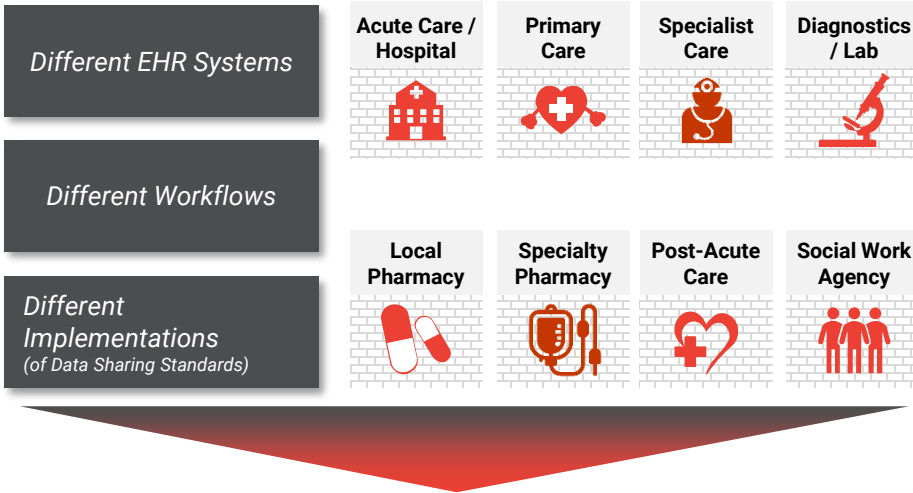 Different EHR Systems
Different Workflows
Different
Implementations
(of Data Sharing Standards)
Acute Care /
Hospital
Primary
Care
Specialist
Care
Diagnostics
/ Lab
Local
Pharmacy
Specialty
Pharmacy
Post-Acute
Care
Social Work
Agency